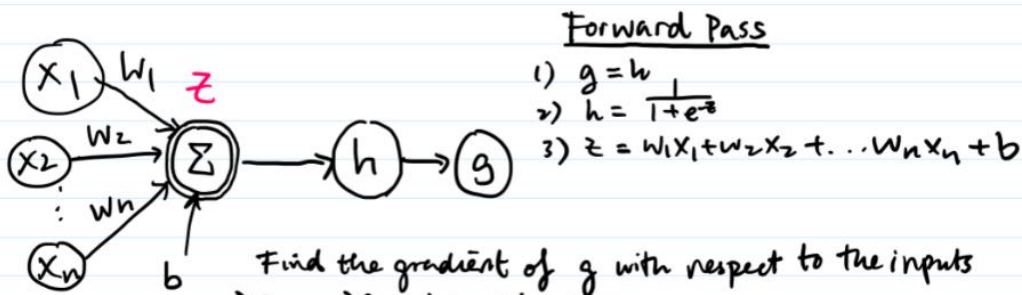 Forward Pass
1) g = h
2) h = 1/(1+e^-z)
3) z = w1x1+w2x2+...wnxn+b
x1
w1
z
x2
w2
Σ
h
g
⋮
wn
xn
b
Find the gradient of g with respect to the inputs